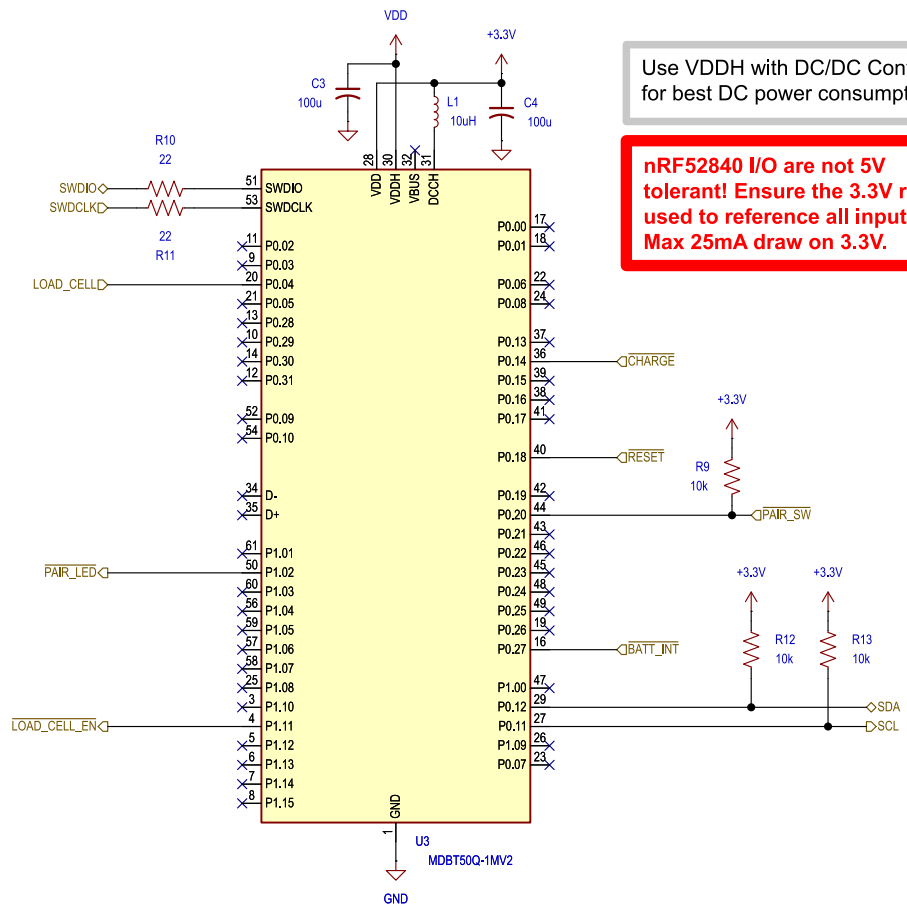 VDD
+3.3V
C3
100u
L1
10uH
C4
100u
Use VDDH with DC/DC
for best DC power
nRF52840 I/O are not 5V
tolerant! Ensure the 3.3V
used to reference all
Max 25mA draw on 3.3V.
28
30
32
31
VDD
VDDH
VBUS
DCCH
R10
22
SWDIO
51
SWDIO
SWDCLK
53
SWDCLK
22
R11
11
P0.02
9
P0.03
LOAD_CELL
20
P0.04
21
P0.05
13
P0.28
10
P0.29
14
P0.30
12
P0.31
52
P0.09
54
P0.10
34
D-
35
D+
61
P1.01
PAIR_LED
50
P1.02
60
P1.03
56
P1.04
59
P1.05
57
P1.06
58
P1.07
25
P1.08
3
P1.10
LOAD_CELL_EN
4
P1.11
5
P1.12
6
P1.13
7
P1.14
8
P1.15
P0.00
17
P0.01
18
P0.06
22
P0.08
24
P0.13
37
P0.14
36
CHARGE
P0.15
39
P0.16
38
P0.17
41
P0.18
40
RESET
+3.3V
R9
10k
P0.19
42
P0.20
44
PAIR_SW
P0.21
43
P0.22
46
P0.23
45
P0.24
48
P0.25
49
P0.26
19
P0.27
16
BATT_INT
+3.3V
+3.3V
R12
10k
R13
10k
P1.00
47
P0.12
29
SDA
P0.11
27
SCL
P1.09
26
P0.07
23
GND
1
U3
MDBT50Q-1MV2
GND